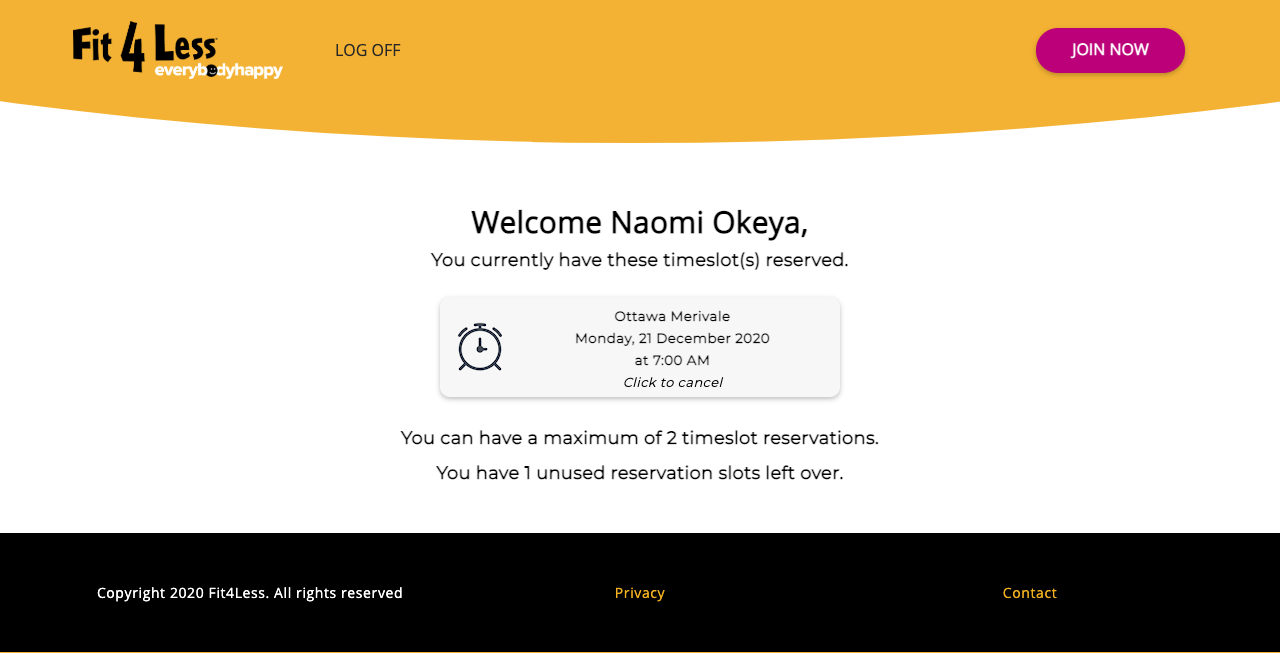 Fit 4 Less
everybodyhappy
LOG OFF
JOIN NOW
Welcome Naomi Okeya,
You currently have these timeslot(s) reserved.
Ottawa Merivale
Monday, 21 December 2020
at 7:00 AM
Click to cancel
You can have a maximum of 2 timeslot reservations.
You have 1 unused reservation slots left over.
Copyright 2020 Fit4Less. All rights reserved
Privacy
Contact